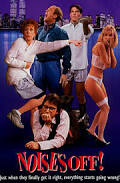 NOISES OFF!
Just when they finally get it right, everything starts going wrong!